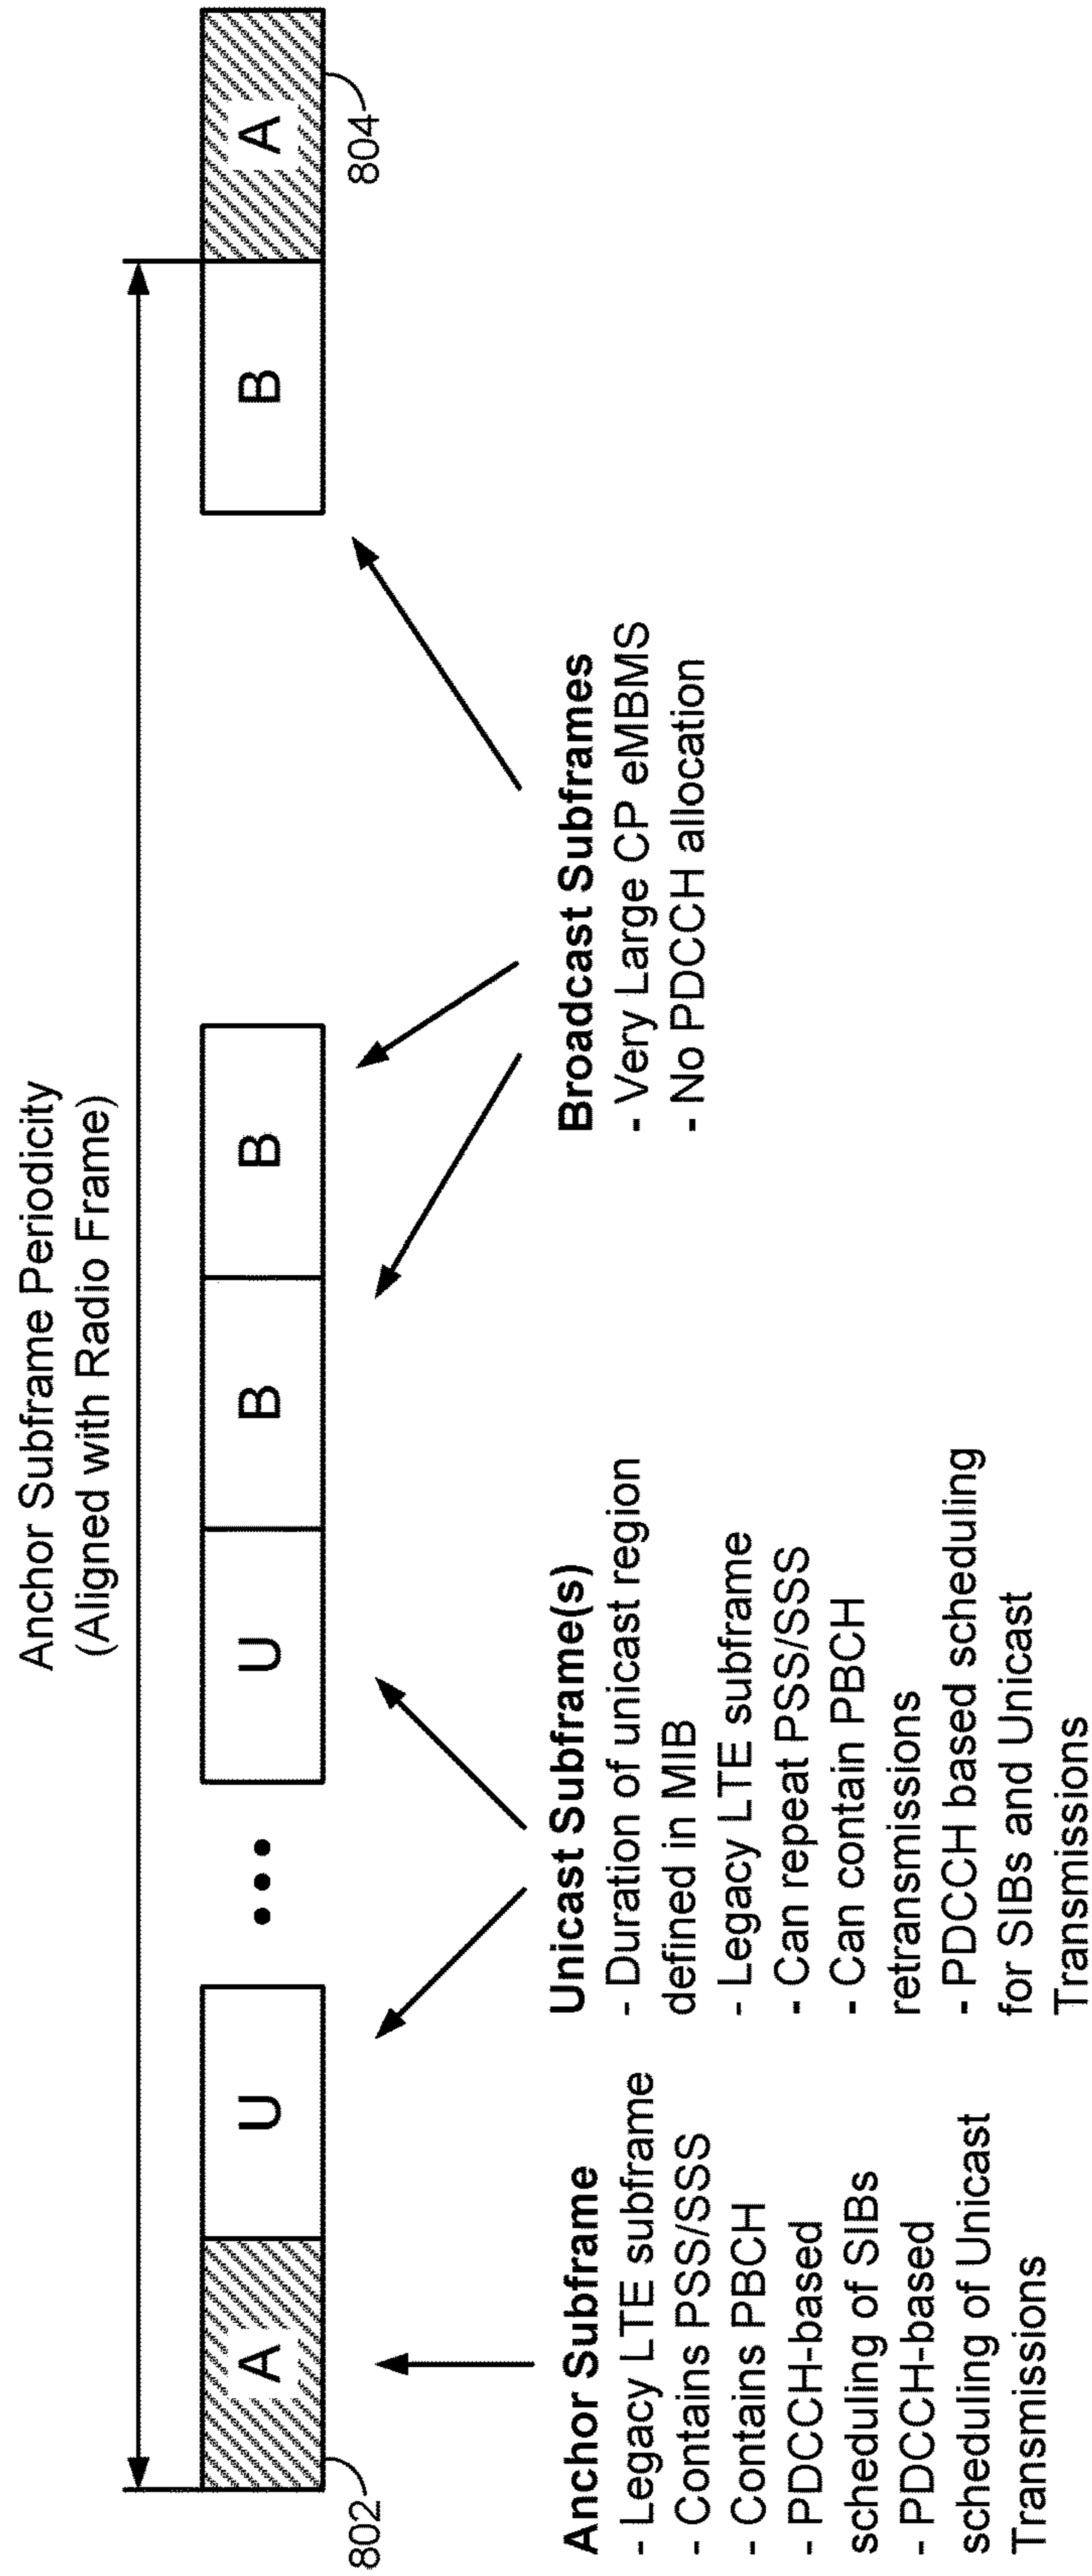 Anchor Subframe Periodicity
(Aligned with Radio Frame)
A
U
U
B
B
B
A
802
804
Anchor Subframe
- Legacy LTE subframe
- Contains PSS/SSS
- Contains PBCH
- PDCCH-based
scheduling of SIBs
- PDCCH-based
scheduling of Unicast
Transmissions
Unicast Subframe(s)
- Duration of unicast region
defined in MIB
- Legacy LTE subframe
- Can repeat PSS/SSS
- Can contain PBCH
retransmissions
- PDCCH based scheduling
for SIBs and Unicast
Transmissions
Broadcast Subframes
- Very Large CP eMBMS
- No PDCCH allocation